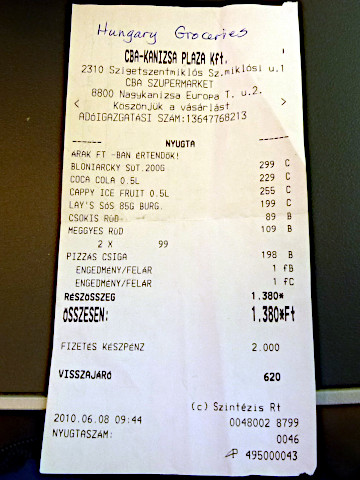 Hungary Groceries
CBA-KANIZSA PLAZA Kft.
2310 Szigetszentmiklós Sz.miklósi u.1
CBA SZUPERMARKET
8800 Nagykanizsa Europa T. u.2.
< Köszönjük a vásárlást >
ADÓIGAZGATÁSI SZÁM:13647768213
------ NYUGTA ------
ÁRAK FT -BAN ÉRTENDŐK!
BLONIARCKY SÜT.200G 299 C
COCA COLA 0.5L 229 C
CAPPY ICE FRUIT 0.5L 255 C
LAY'S SÓS 85G BURG. 199 C
CSOKIS RÚD 89 B
MEGGYES RÚD 109 B
2 X 99
PIZZÁS CSIGA 198 B
ENGEDMÉNY/FELÁR 1 fB
ENGEDMÉNY/FELÁR 1 fC
RÉSZÖSSZEG 1.380*
ÖSSZESEN: 1.380*Ft
FIZETÉS KÉSZPÉNZ 2.000
VISSZAJÁRÓ 620
(c) Szintézis Rt
2010.06.08 09:44 0048002 8799
NYUGTASZÁM: 0046
AP 495000043